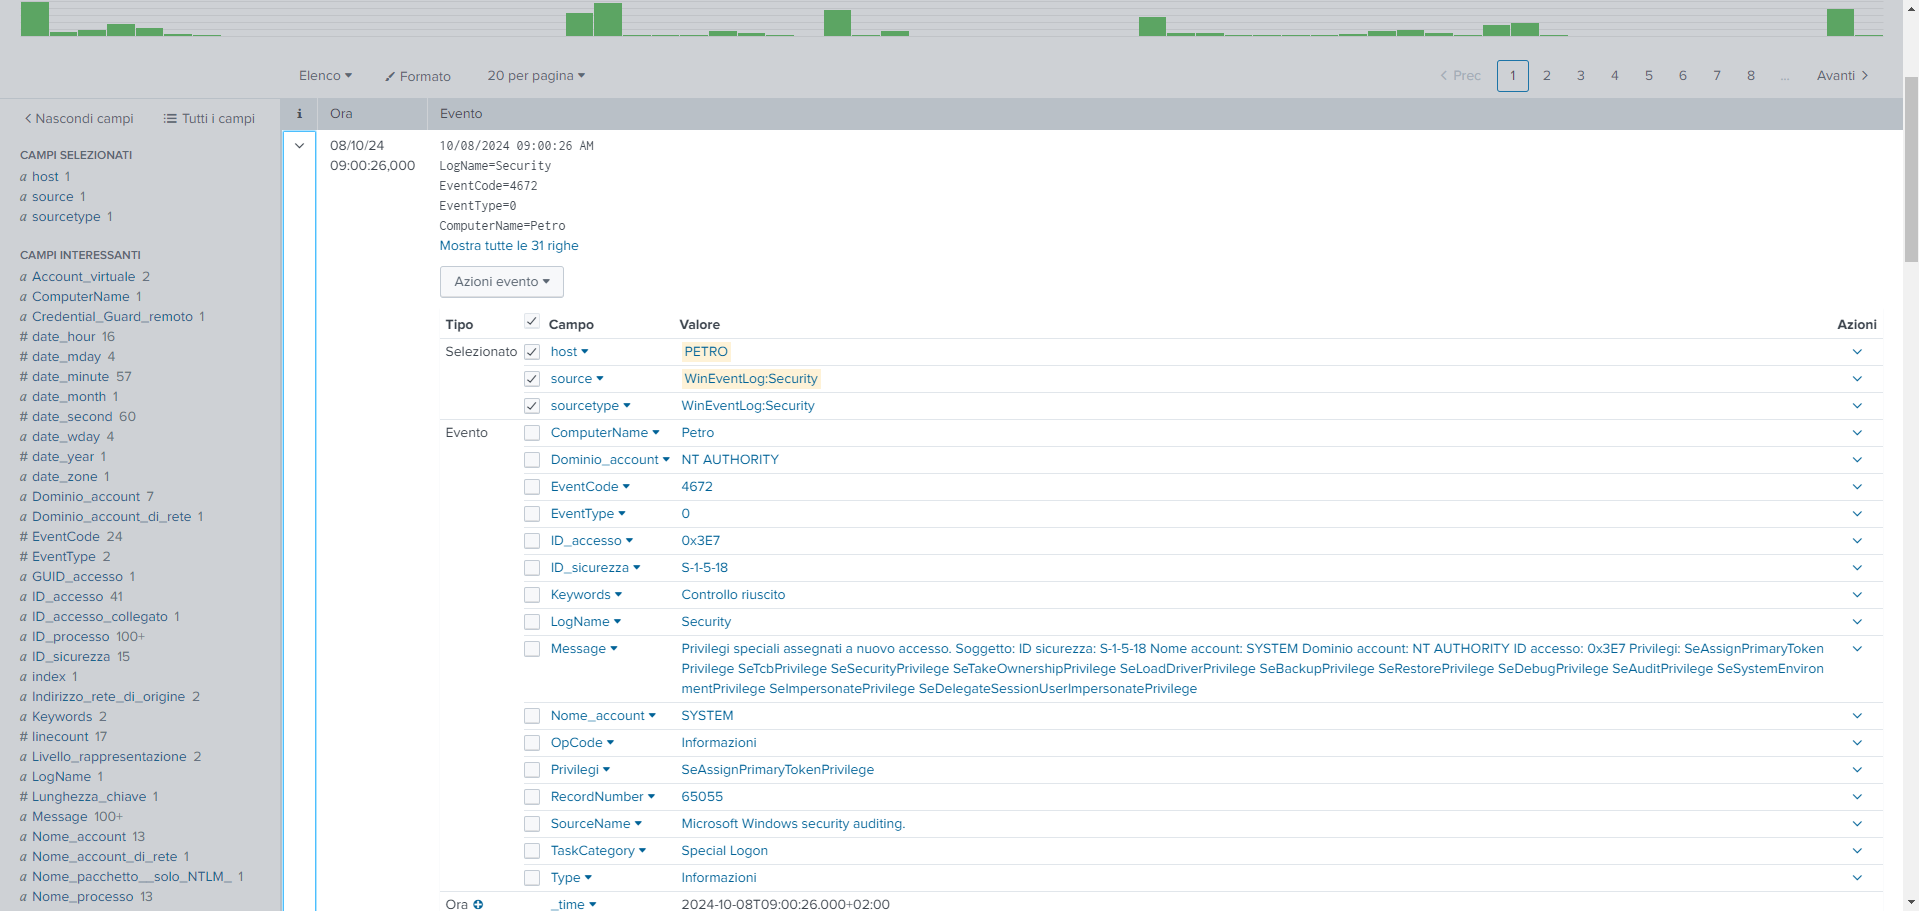 Elenco
Formato
20 per pagina
Prec 1 2 3 4 5 6 7 8 ... Avanti
Nascondi campi
Tutti i campi
CAMPI SELEZIONATI
a host 1
a source 1
a sourcetype 1
CAMPI INTERESSANTI
a Account_virtuale 2
a ComputerName 1
a Credential_Guard_remoto 1
# date_hour 16
# date_mday 4
# date_minute 57
a date_month 1
# date_second 60
a date_wday 4
# date_year 1
a date_zone 1
a Dominio_account 7
a Dominio_account_di_rete 1
# EventCode 24
# EventType 2
a GUID_accesso 1
a ID_accesso 41
a ID_accesso_collegato 1
a ID_processo 100+
a ID_sicurezza 15
a index 1
a Indirizzo_rete_di_origine 2
a Keywords 2
# linecount 17
a Livello_rappresentazione 2
a LogName 1
# Lunghezza_chiave 1
a Message 100+
a Nome_account 13
a Nome_account_di_rete 1
a Nome_pacchetto__solo_NTLM_ 1
a Nome_processo 13
i Ora Evento
08/10/24
09:00:26,000
10/08/2024 09:00:26 AM
LogName=Security
EventCode=4672
EventType=0
ComputerName=Petro
Mostra tutte le 31 righe
Azioni evento
Tipo Campo Valore Azioni
Selezionato host PETRO
source WinEventLog:Security
sourcetype WinEventLog:Security
Evento ComputerName Petro
Dominio_account NT AUTHORITY
EventCode 4672
EventType 0
ID_accesso 0x3E7
ID_sicurezza S-1-5-18
Keywords Controllo riuscito
LogName Security
Message Privilegi speciali assegnati a nuovo accesso. Soggetto: ID sicurezza: S-1-5-18 Nome account: SYSTEM Dominio account: NT AUTHORITY ID accesso: 0x3E7 Privilegi: SeAssignPrimaryToken
Privilege SeTcbPrivilege SeSecurityPrivilege SeTakeOwnershipPrivilege SeLoadDriverPrivilege SeBackupPrivilege SeRestorePrivilege SeDebugPrivilege SeAuditPrivilege SeSystemEnviron
mentPrivilege SeImpersonatePrivilege SeDelegateSessionUserImpersonatePrivilege
Nome_account SYSTEM
OpCode Informazioni
Privilegi SeAssignPrimaryTokenPrivilege
RecordNumber 65055
SourceName Microsoft Windows security auditing.
TaskCategory Special Logon
Type Informazioni
Ora _time 2024-10-08T09:00:26.000+02:00